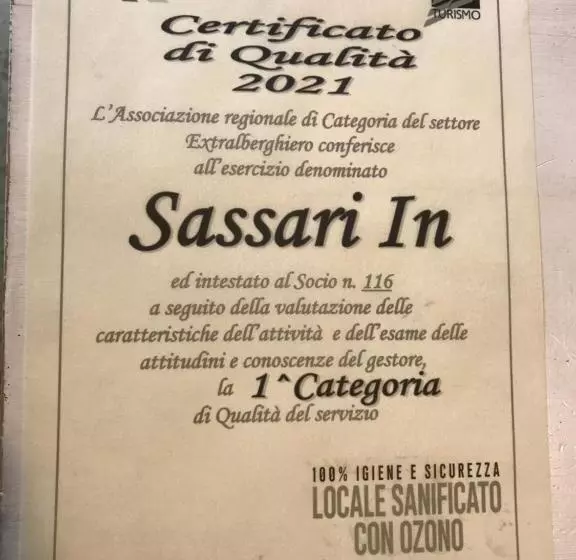 TURISMO
Certificato
di Qualità
2021
L'Associazione regionale di Categoria del settore
Extralberghiero conferisce
all'esercizio denominato
Sassari In
ed intestato al Socio n. 116
a seguito della valutazione delle
caratteristiche dell'attività e dell'esame delle
attitudini e conoscenze del gestore,
la 1^Categoria
di Qualità del servizio
100% IGIENE E SICUREZZA
LOCALE SANIFICATO
CON OZONO